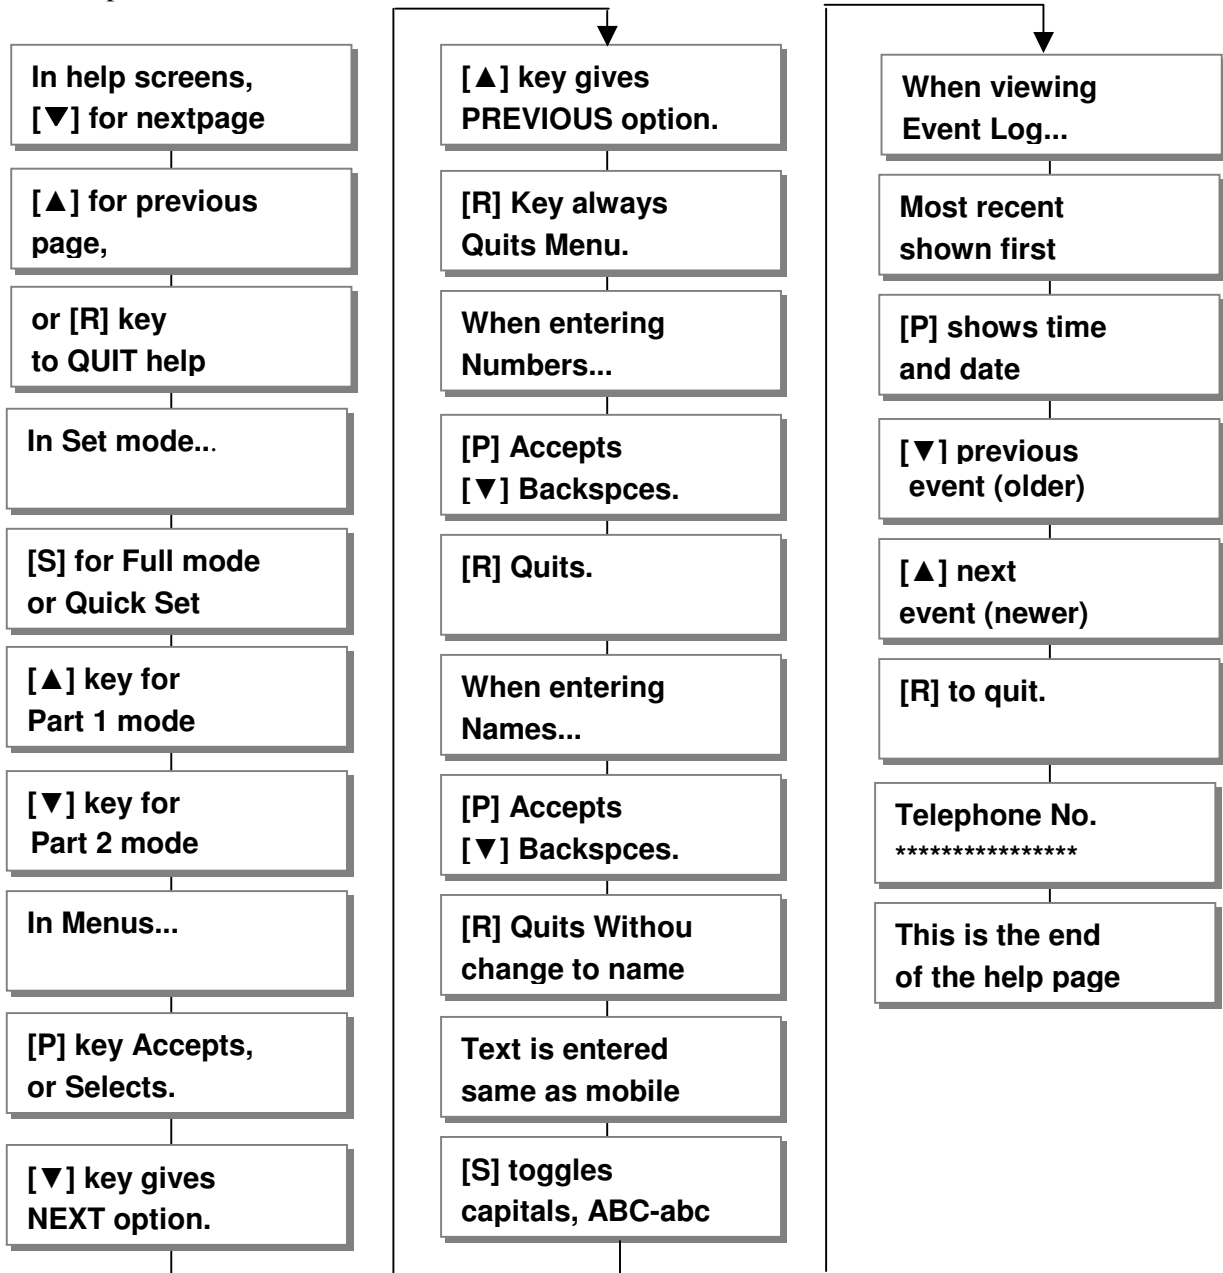 In help screens,
[▼] for nextpage
[▲] for previous
page,
or [R] key
to QUIT help
In Set mode...
[S] for Full mode
or Quick Set
[▲] key for
Part 1 mode
[▼] key for
Part 2 mode
In Menus...
[P] key Accepts,
or Selects.
[▼] key gives
NEXT option.
[▲] key gives
PREVIOUS option.
[R] Key always
Quits Menu.
When entering
Numbers...
[P] Accepts
[▼] Backspces.
[R] Quits.
When entering
Names...
[P] Accepts
[▼] Backspces.
[R] Quits Withou
change to name
Text is entered
same as mobile
[S] toggles
capitals, ABC-abc
When viewing
Event Log...
Most recent
shown first
[P] shows time
and date
[▼] previous
event (older)
[▲] next
event (newer)
[R] to quit.
Telephone No.
****************
This is the end
of the help page